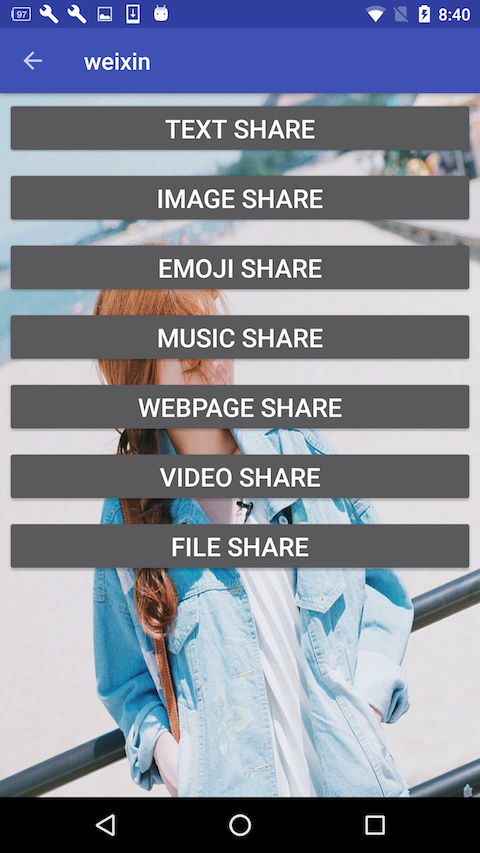 97
8:40
weixin
TEXT SHARE
IMAGE SHARE
EMOJI SHARE
MUSIC SHARE
WEBPAGE SHARE
VIDEO SHARE
FILE SHARE